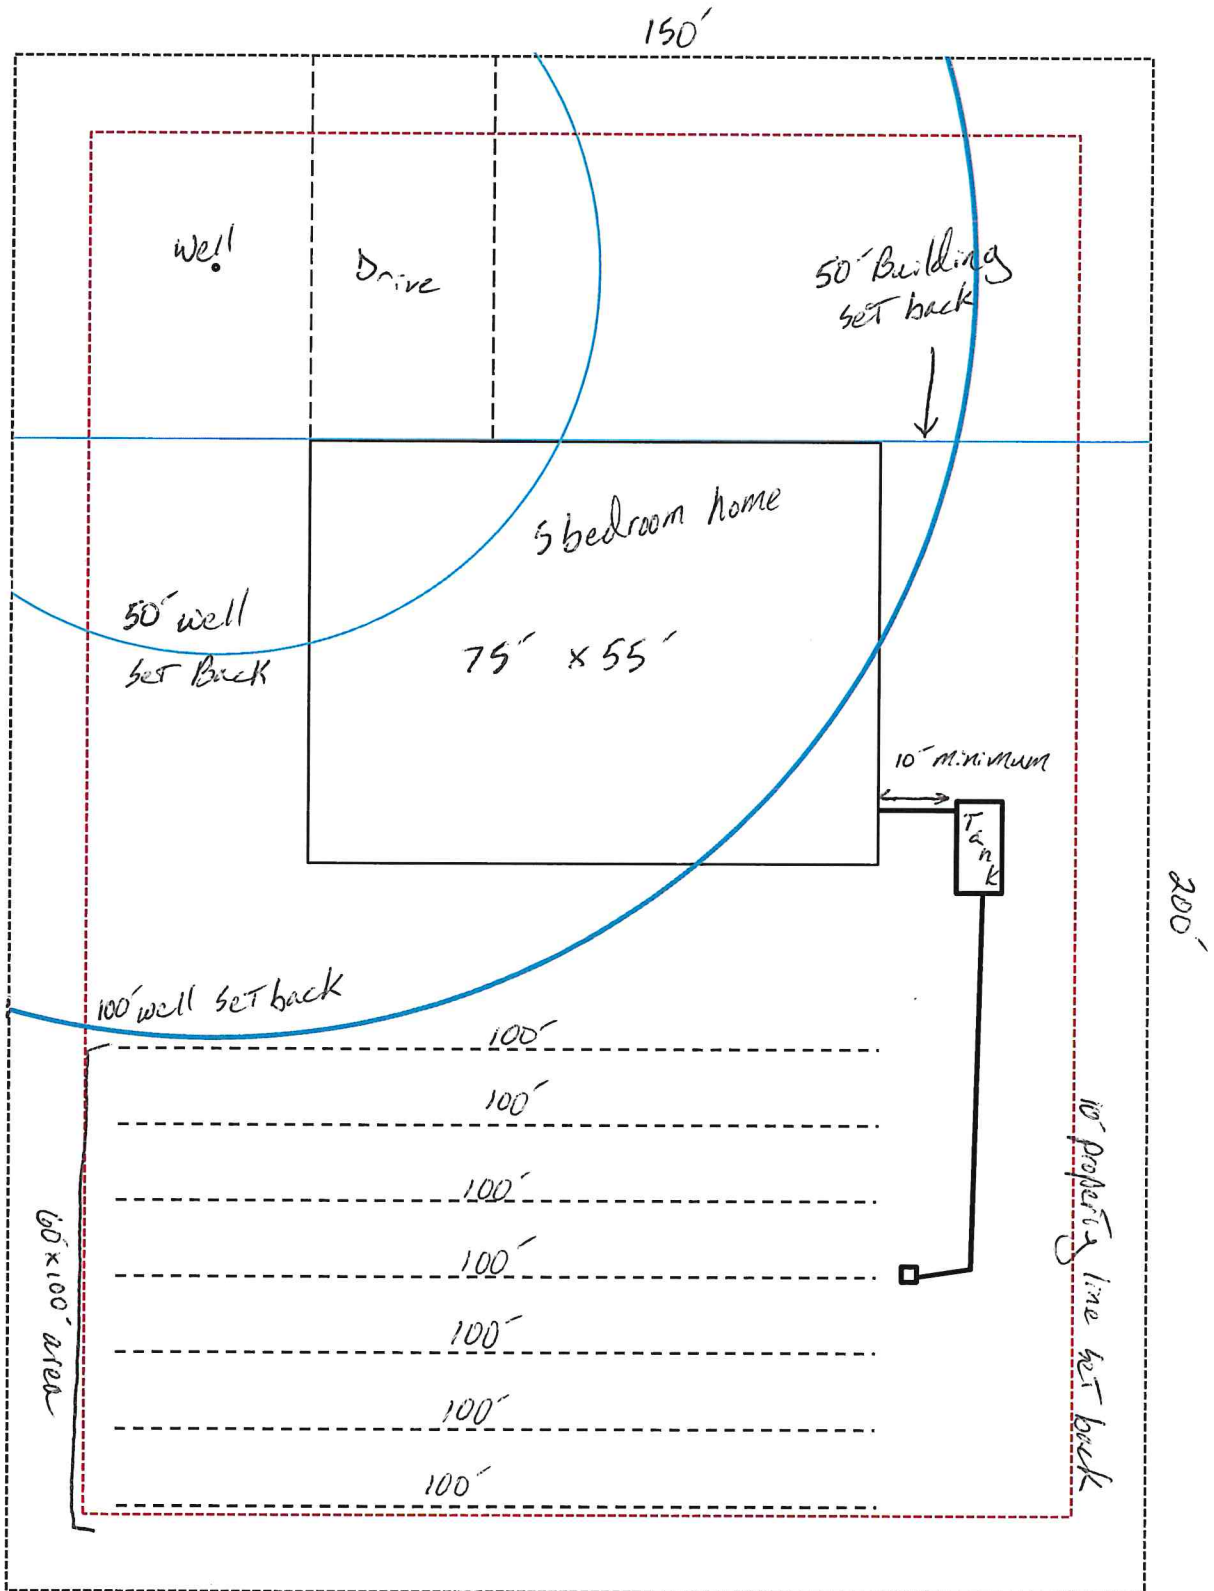 150'
Well
Drive
50' Building
Set back
5 bedroom home
50' well
Set Back
75' x 55'
10' minimum
Tank
200'
100' well Set back
100'
100'
100'
100'
100'
100'
100'
60' x 100' area
10' property line set back